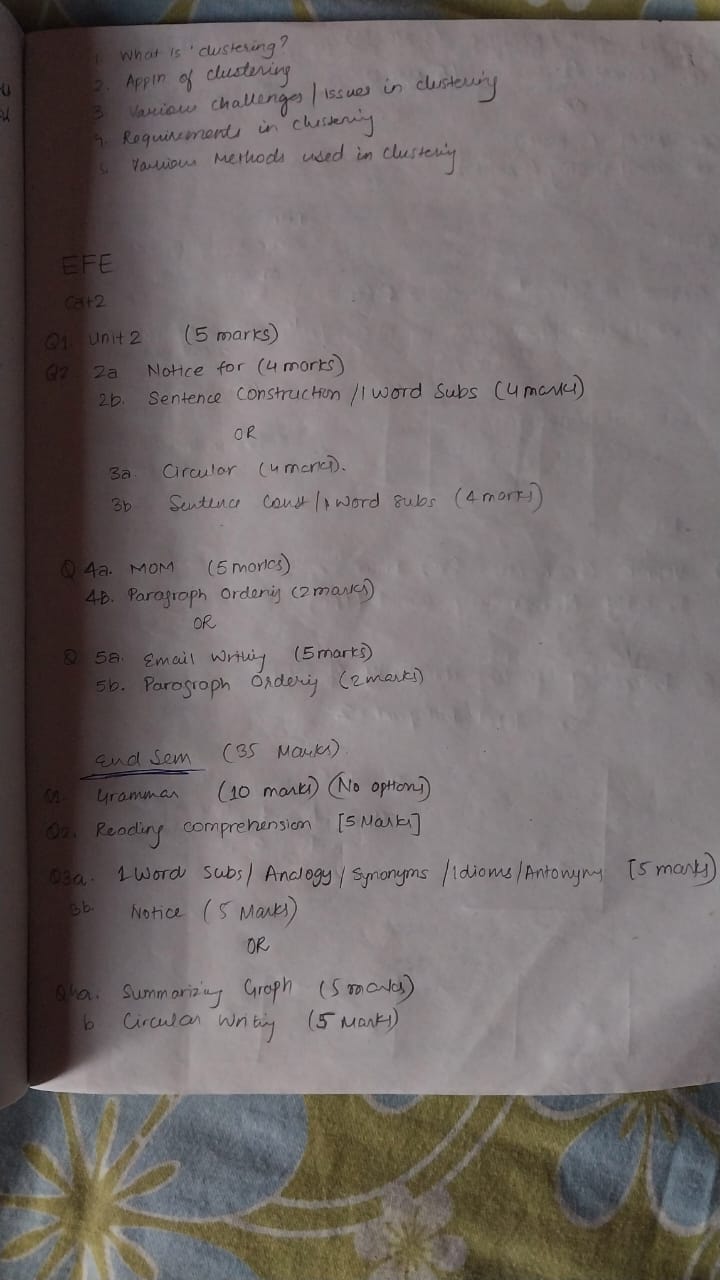 1. What is 'clustering?
2. Appln of clustering
3. Various challenges / issues in clustering
4. Requirements in clustering
5. Various Methods used in clustering
EFE
Cat2
Q1. Unit 2 (5 marks)
Q2 2a Notice for (4 marks)
2b. Sentence Construction / 1 word Subs (4 marks)
OR
3a. Circular (4 marks).
3b Sentence Const / 1 word subs (4 marks)
Q 4a. MOM (5 marks)
4B. Paragraph Ordering (2 marks)
OR
Q 5a. Email Writing (5 marks)
5b. Paragraph Ordering (2 marks)
End Sem (35 Marks)
Q1. Grammar (10 marks) (No options)
Q2. Reading comprehension [5 Marks]
Q3a. 1 Word Subs / Analogy / Synonyms / Idioms / Antonyms [5 marks]
3b. Notice (5 Marks)
OR
Q4a. Summarizing Graph (5 marks)
b Circular Writing (5 Marks)